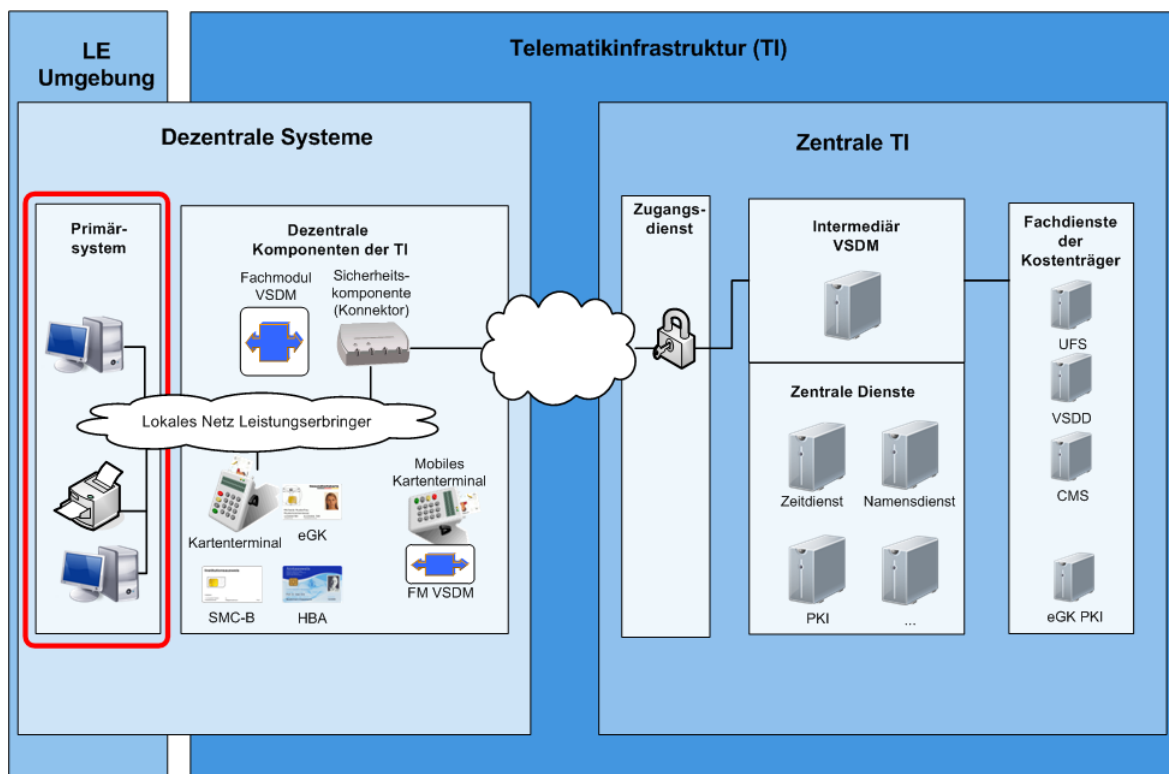 LE
Umgebung
Telematikinfrastruktur (TI)
Dezentrale Systeme
Zentrale TI
Primär-
system
Dezentrale
Komponenten der TI
Fachmodul
VSDM
Sicherheits-
komponente
(Konnektor)
Lokales Netz Leistungserbringer
Kartenterminal
eGK
Mobiles
Kartenterminal
FM VSDM
SMC-B
HBA
Zugangs-
dienst
Intermediär
VSDM
Zentrale Dienste
Zeitdienst
Namensdienst
PKI
...
Fachdienste
der
Kostenträger
UFS
VSDD
CMS
eGK PKI